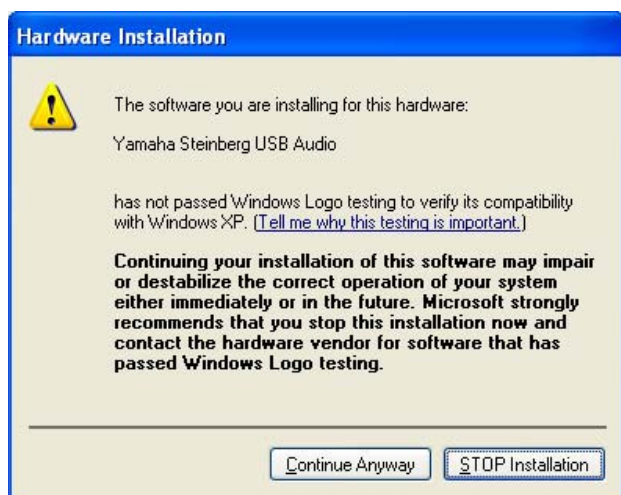 Hardware Installation
The software you are installing for this hardware:
Yamaha Steinberg USB Audio
has not passed Windows Logo testing to verify its compatibility
with Windows XP. (Tell me why this testing is important.)
Continuing your installation of this software may impair
or destabilize the correct operation of your system
either immediately or in the future. Microsoft strongly
recommends that you stop this installation now and
contact the hardware vendor for software that has
passed Windows Logo testing.
Continue Anyway
STOP Installation